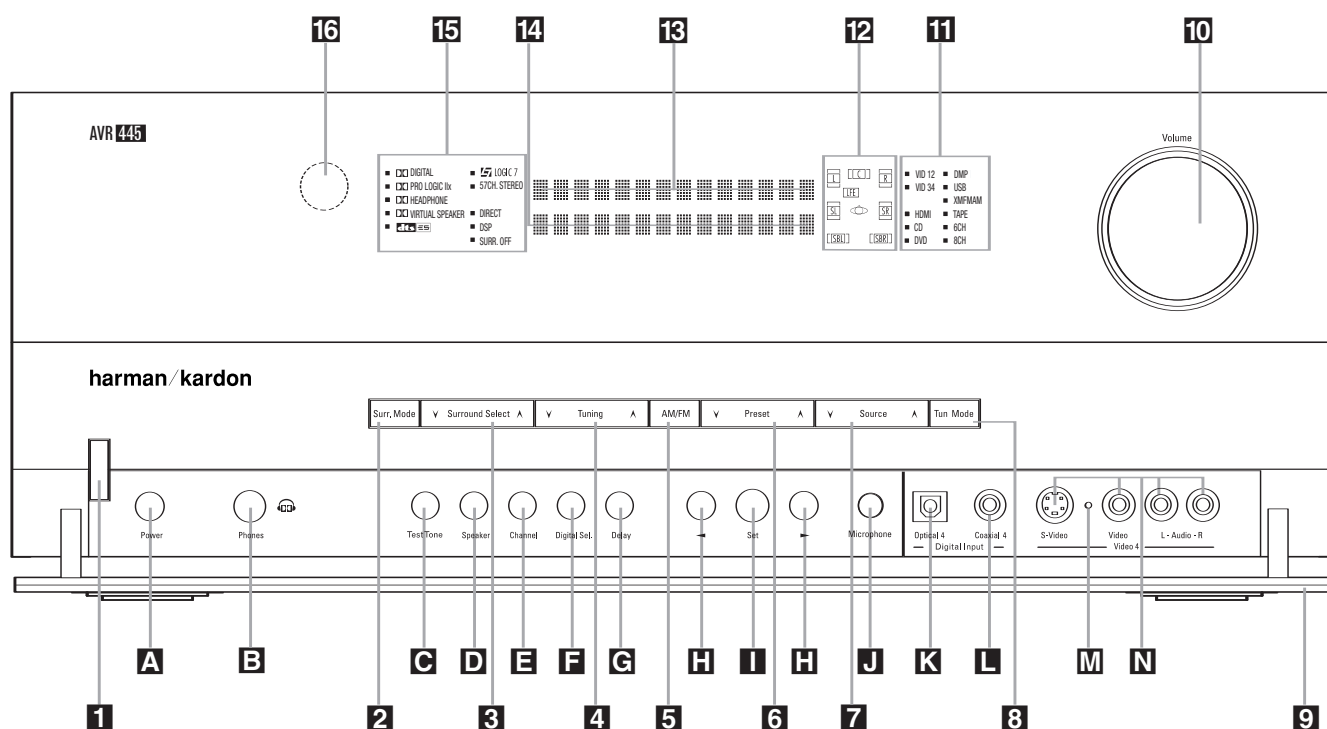 16 15 14 13 12 11 10
AVR 445
Volume
DIGITAL
PRO LOGIC IIx
HEADPHONE
VIRTUAL SPEAKER
dts ES
LOGIC 7
57CH. STEREO
DIRECT
DSP
SURR. OFF
L C R
LFE
SL SR
SBL SBR
VID 12
VID 34
HDMI
CD
DVD
DMP
USB
XMFMAM
TAPE
6CH
8CH
harman/kardon
Surr. Mode Surround Select Tuning AM/FM Preset Source Tun Mode
Power Phones Test Tone Speaker Channel Digital Sel. Delay Set Microphone Optical 4 Coaxial 4 S-Video Video L - Audio - R
Digital Input Video 4
A B C D E F G H I H J K L M N
1 2 3 4 5 6 7 8 9